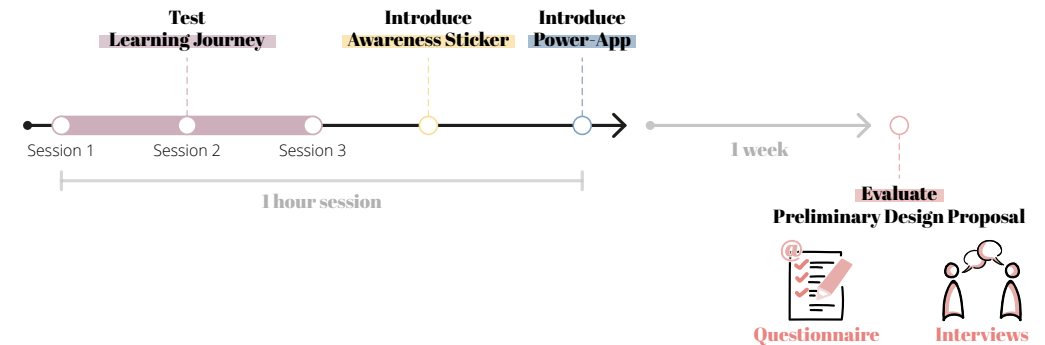 Test
Learning Journey
Introduce
Awareness Sticker
Introduce
Power-App
Session 1
Session 2
Session 3
1 hour session
1 week
Evaluate
Preliminary Design Proposal
@
Questionnaire
Interviews